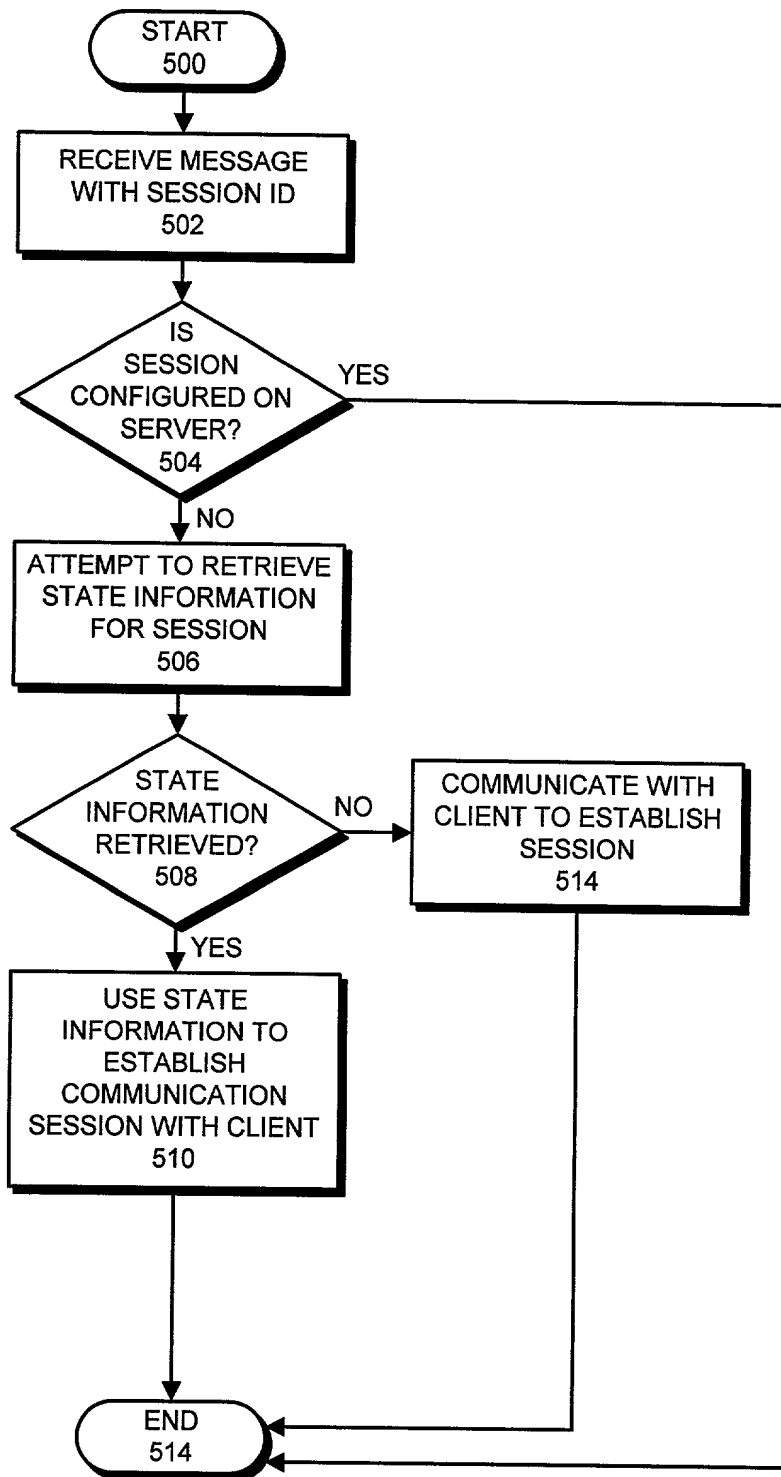 START
500
RECEIVE MESSAGE
WITH SESSION ID
502
IS
SESSION
CONFIGURED ON
SERVER?
504
YES
NO
ATTEMPT TO RETRIEVE
STATE INFORMATION
FOR SESSION
506
STATE
INFORMATION
RETRIEVED?
508
NO
COMMUNICATE WITH
CLIENT TO ESTABLISH
SESSION
514
YES
USE STATE
INFORMATION TO
ESTABLISH
COMMUNICATION
SESSION WITH CLIENT
510
END
514